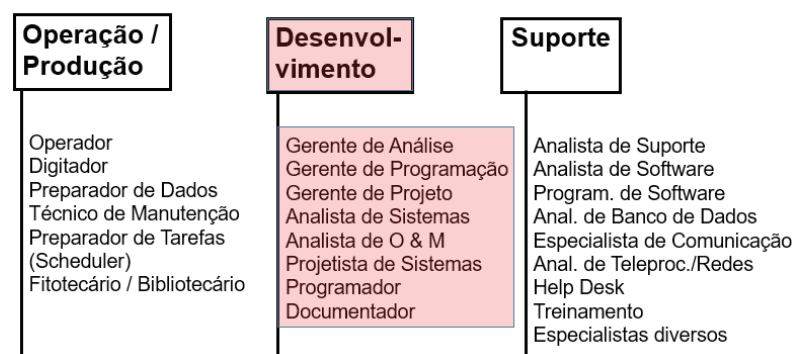 Operação /
Produção
Operador
Digitador
Preparador de Dados
Técnico de Manutenção
Preparador de Tarefas
(Scheduler)
Fitotecário / Bibliotecário
Desenvol-
vimento
Gerente de Análise
Gerente de Programação
Gerente de Projeto
Analista de Sistemas
Analista de O & M
Projetista de Sistemas
Programador
Documentador
Suporte
Analista de Suporte
Analista de Software
Program. de Software
Anal. de Banco de Dados
Especialista de Comunicação
Anal. de Teleproc./Redes
Help Desk
Treinamento
Especialistas diversos